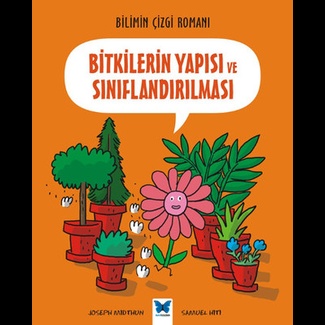 BİLİMİN ÇİZGİ ROMANI
BİTKİLERİN YAPISI VE
SINIFLANDIRILMASI
JOSEPH MIDTHUN
SAMUEL HITI